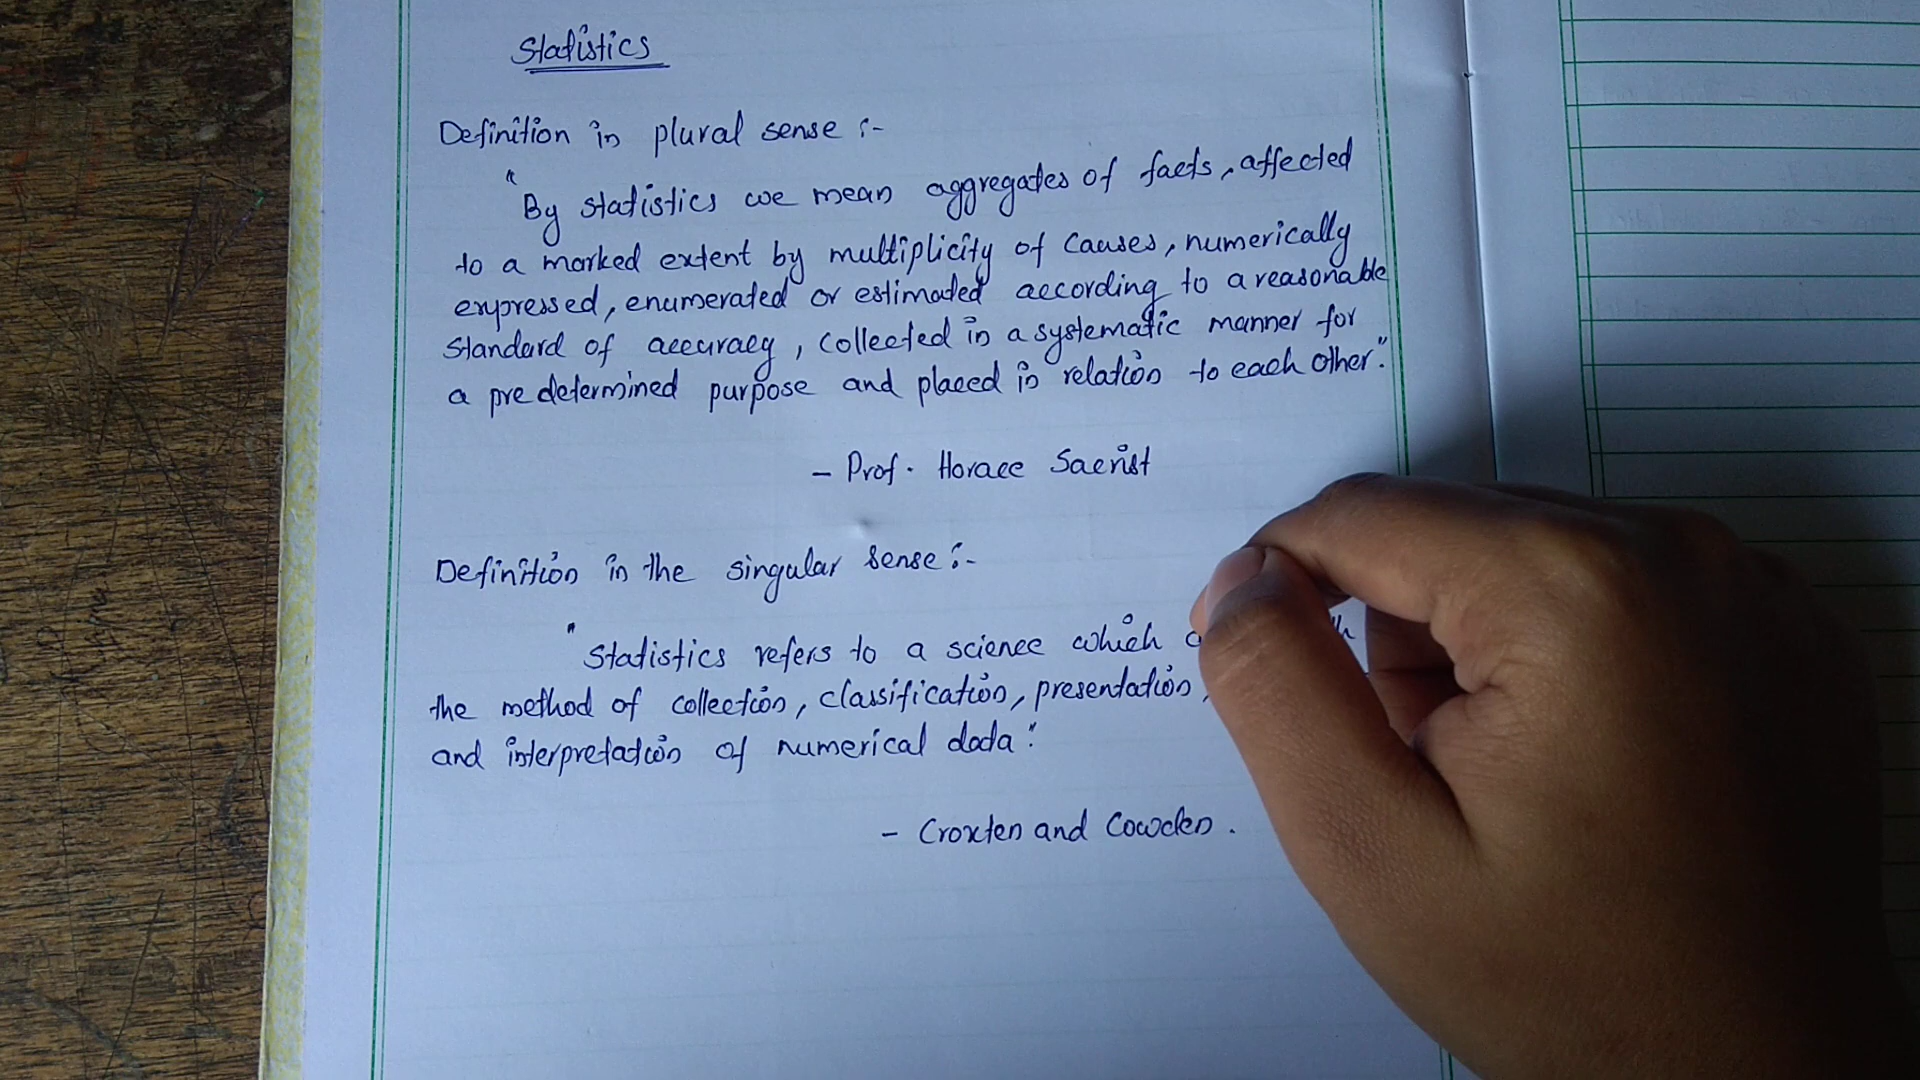 Statistics
Definition in plural sense :-
"By statistics we mean aggregates of facts, affected
to a marked extent by multiplicity of causes, numerically
expressed, enumerated or estimated according to a reasonable
standard of accuracy, collected in a systematic manner for
a predetermined purpose and placed in relation to each other."
- Prof. Horace Sacrist
Definition in the singular sense :-
"Statistics refers to a science which
the method of collection, classification, presentation,
and interpretation of numerical data."
- Croxten and Cowden.